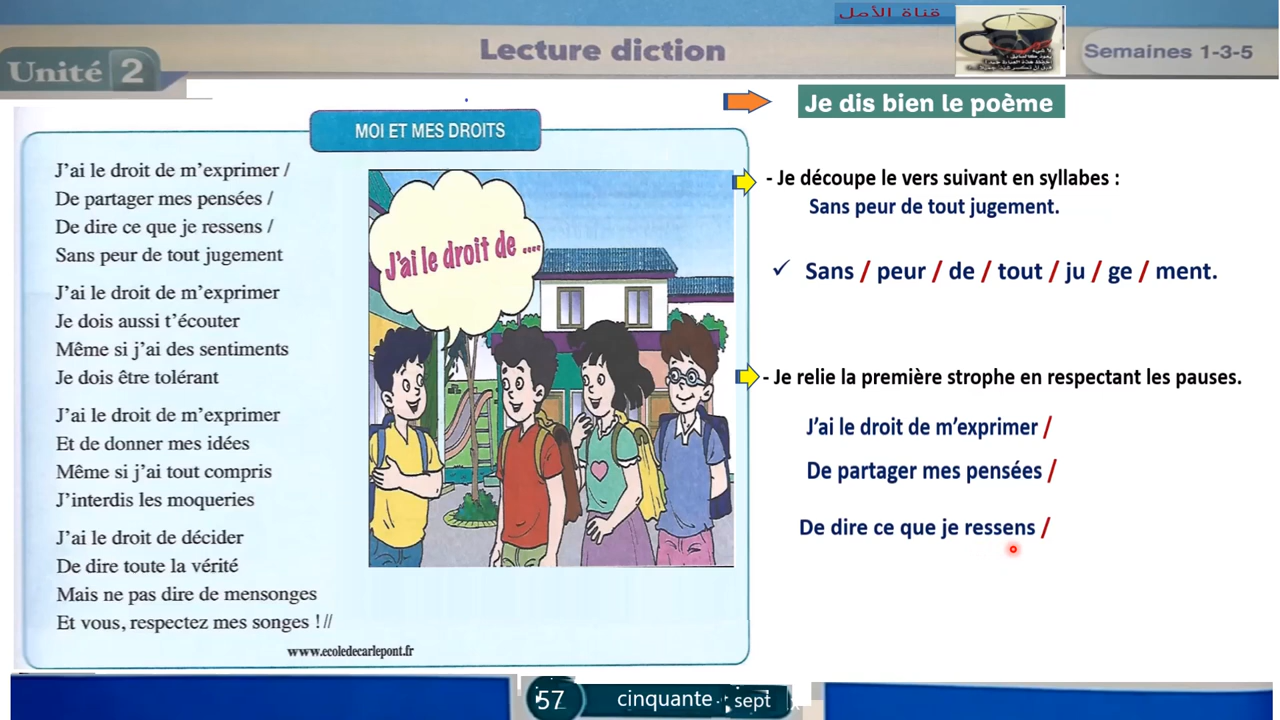 قناة الأمل
Unité 2
Lecture diction
Semaines 1-3-5
Je dis bien le poème
MOI ET MES DROITS
J'ai le droit de m'exprimer /
De partager mes pensées /
De dire ce que je ressens /
Sans peur de tout jugement
J'ai le droit de m'exprimer
Je dois aussi t'écouter
Même si j'ai des sentiments
Je dois être tolérant
J'ai le droit de m'exprimer
Et de donner mes idées
Même si j'ai tout compris
J'interdis les moqueries
J'ai le droit de décider
De dire toute la vérité
Mais ne pas dire de mensonges
Et vous, respectez mes songes ! //
www.ecoledecarlepont.fr
J'ai le droit de ....
- Je découpe le vers suivant en syllabes :
Sans peur de tout jugement.
✓ Sans / peur / de / tout / ju / ge / ment.
- Je relie la première strophe en respectant les pauses.
J'ai le droit de m'exprimer /
De partager mes pensées /
De dire ce que je ressens /
57 cinquante - sept